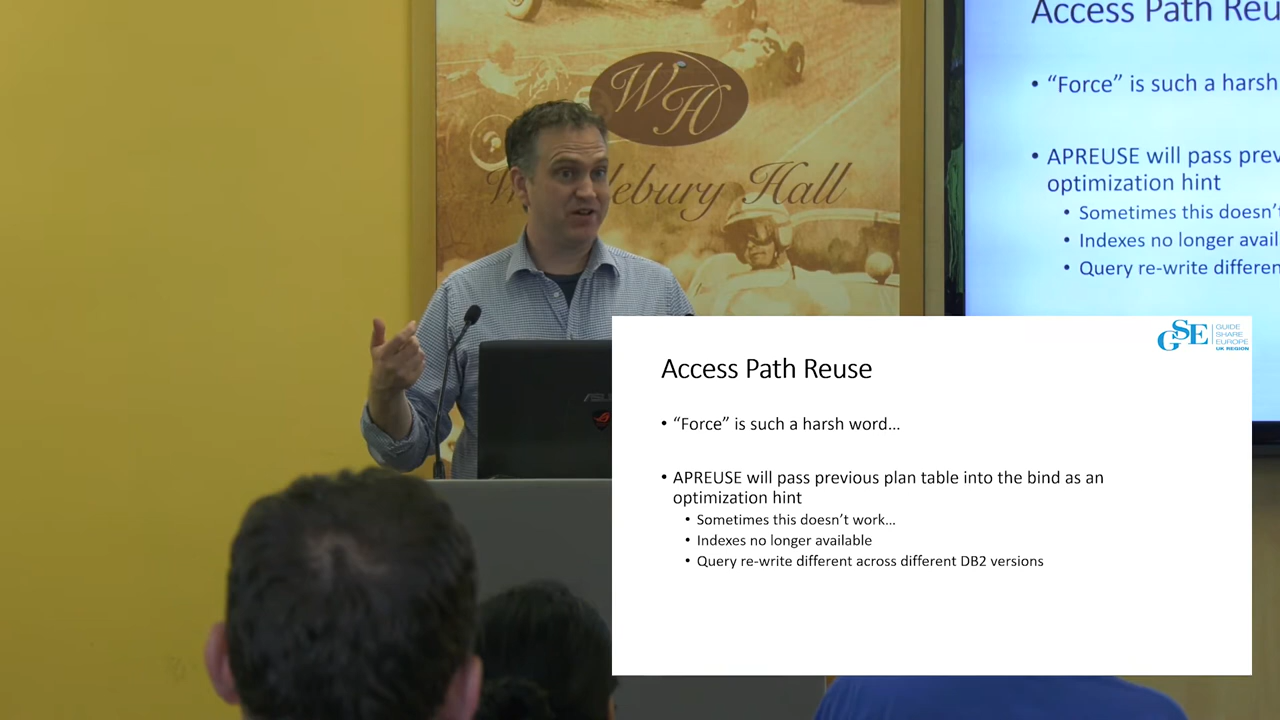 WH
lebury Hall
Access Path Reu
• "Force" is such a harsh
• APREUSE will pass prev
optimization hint
• Sometimes this doesn't
• Indexes no longer avail
• Query re-write differen
ASUS
GSE
GUIDE
SHARE
EUROPE
UK REGION
Access Path Reuse
• "Force" is such a harsh word...
• APREUSE will pass previous plan table into the bind as an
optimization hint
• Sometimes this doesn't work...
• Indexes no longer available
• Query re-write different across different DB2 versions